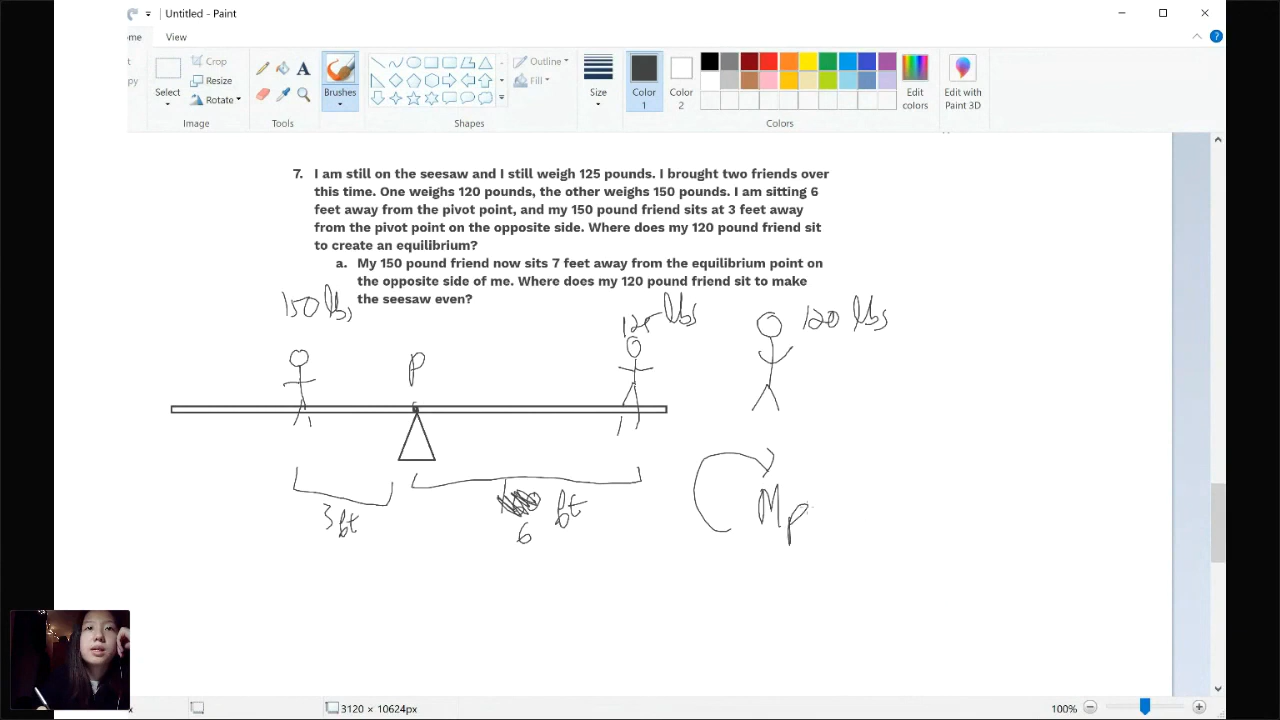 Untitled - Paint
ome
View
Crop
Resize
Rotate
Select
Image
Tools
Brushes
Shapes
Outline
Fill
Size
Color 1
Color 2
Edit colors
Edit with Paint 3D
Colors
7. I am still on the seesaw and I still weigh 125 pounds. I brought two friends over
this time. One weighs 120 pounds, the other weighs 150 pounds. I am sitting 6
feet away from the pivot point, and my 150 pound friend sits at 3 feet away
from the pivot point on the opposite side. Where does my 120 pound friend sit
to create an equilibrium?
a. My 150 pound friend now sits 7 feet away from the equilibrium point on
the opposite side of me. Where does my 120 pound friend sit to make
the seesaw even?
150 lbs
125 lbs
120 lbs
P
3 ft
ft
6
Mp
3120 × 10624px
100%